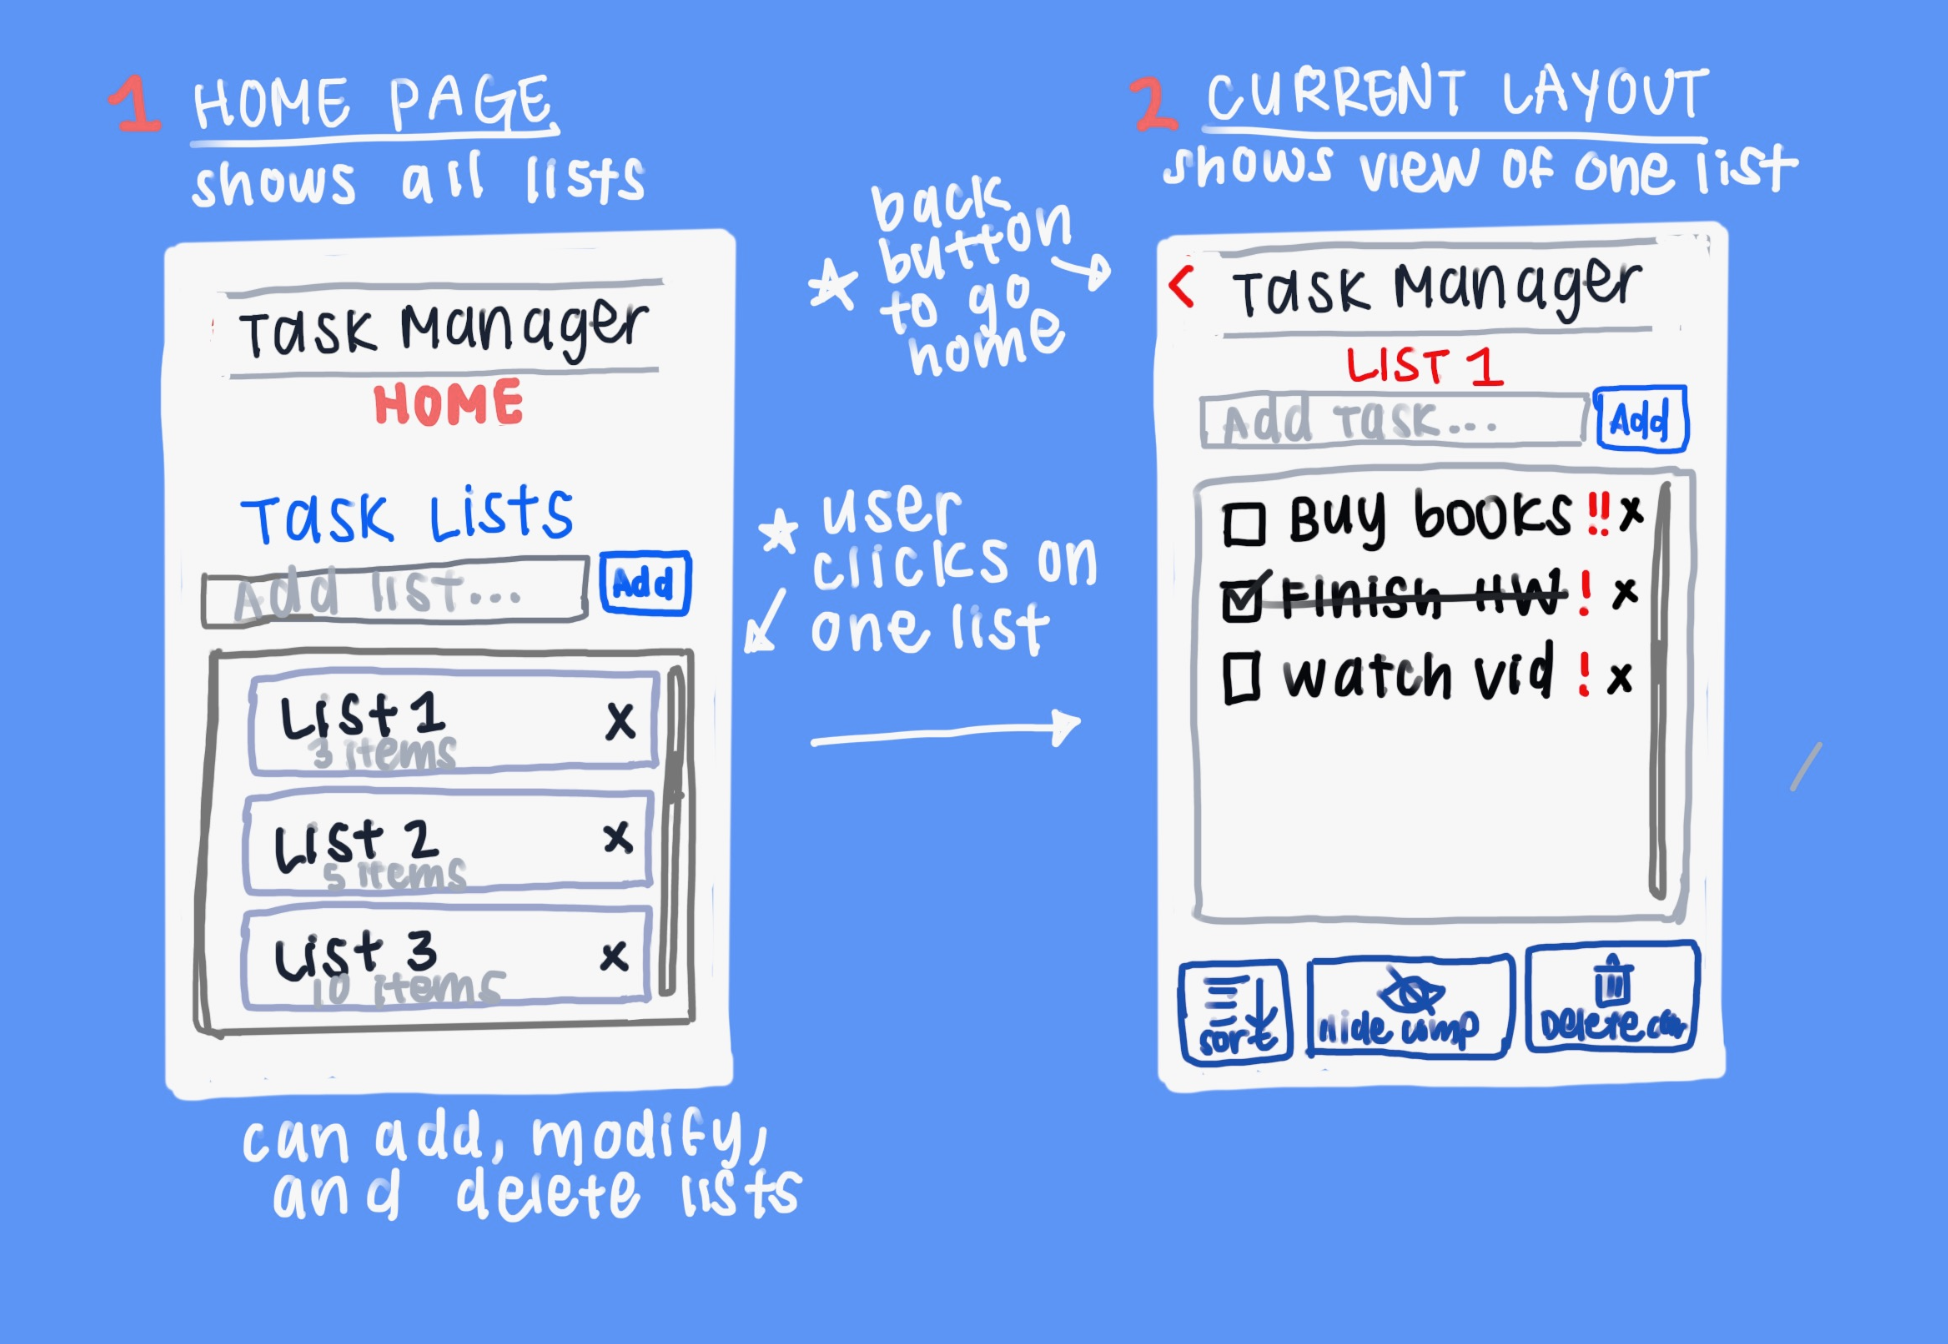 1 HOME PAGE
shows all lists
Task Manager
HOME
Task Lists
Add list... Add
List 1 x
3 items
List 2 x
5 items
List 3 x
10 items
can add, modify,
and delete lists
back
button
to go
home
user
clicks on
one list
2 CURRENT LAYOUT
shows view of one list
< Task Manager
LIST 1
Add Task... Add
Buy books !! x
Finish HW ! x
watch vid ! x
sort
hide comp
Delete